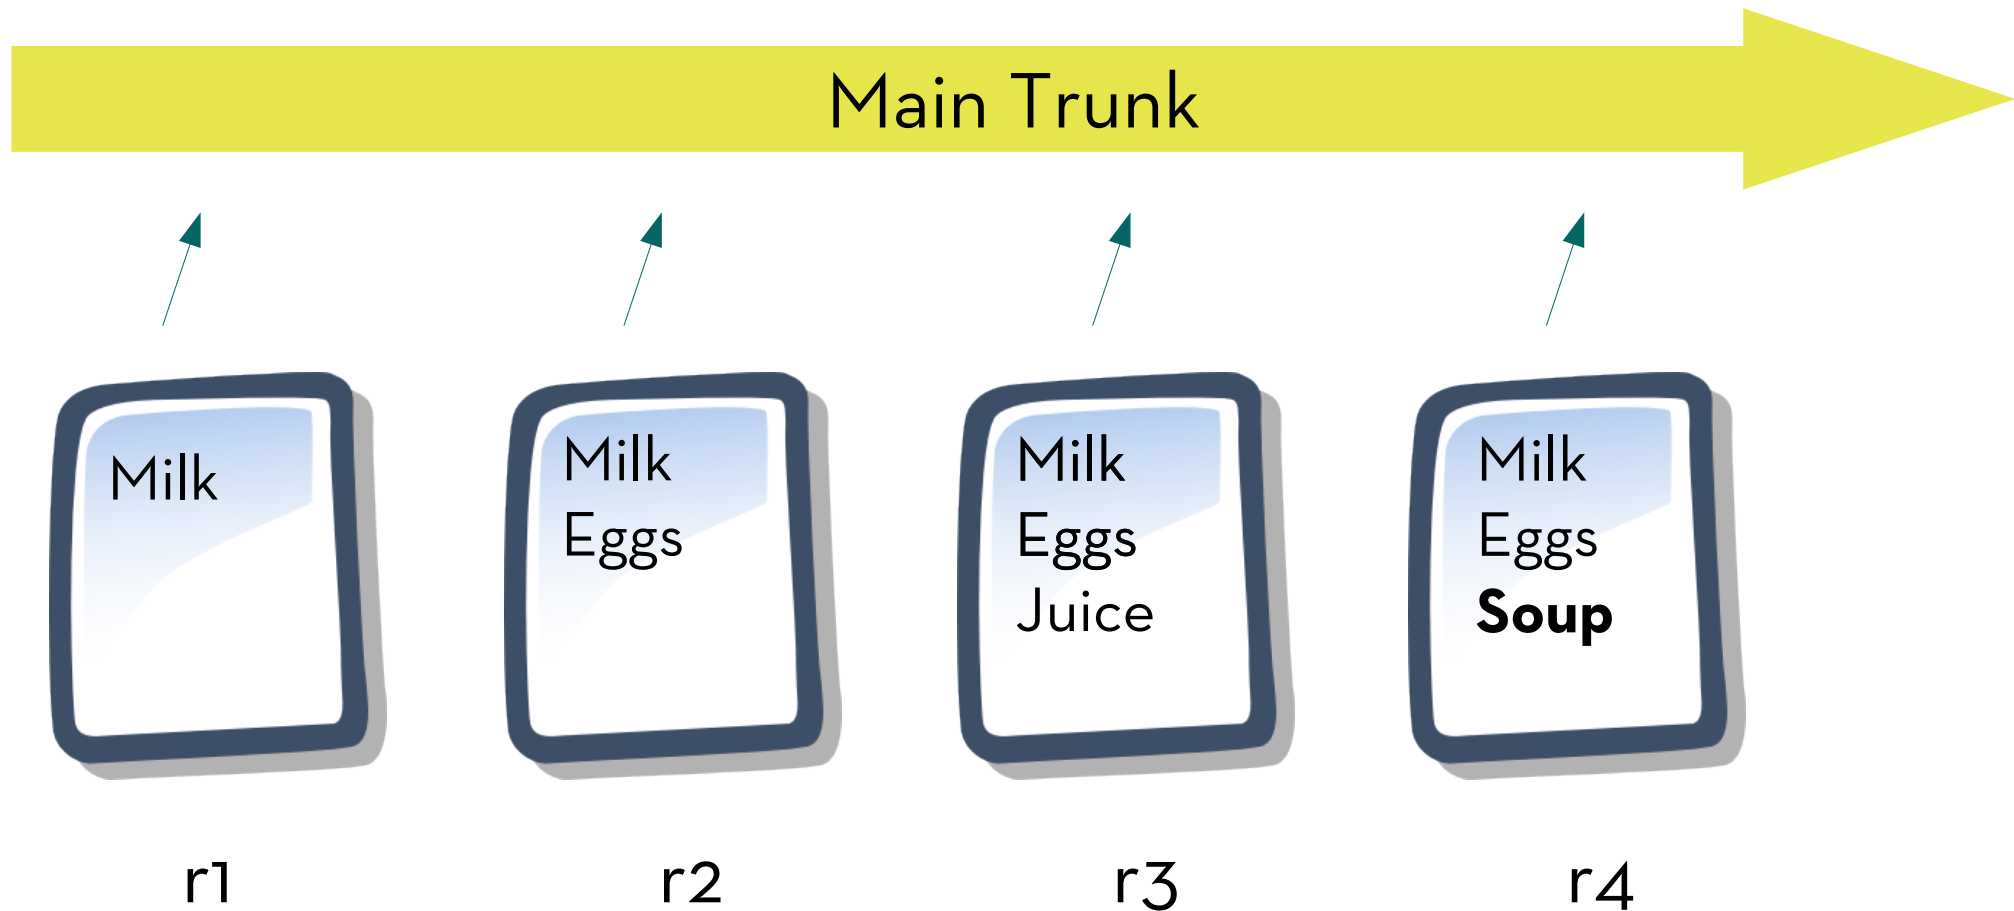 Main Trunk
Milk
Milk
Eggs
Milk
Eggs
Juice
Milk
Eggs
Soup
r1
r2
r3
r4